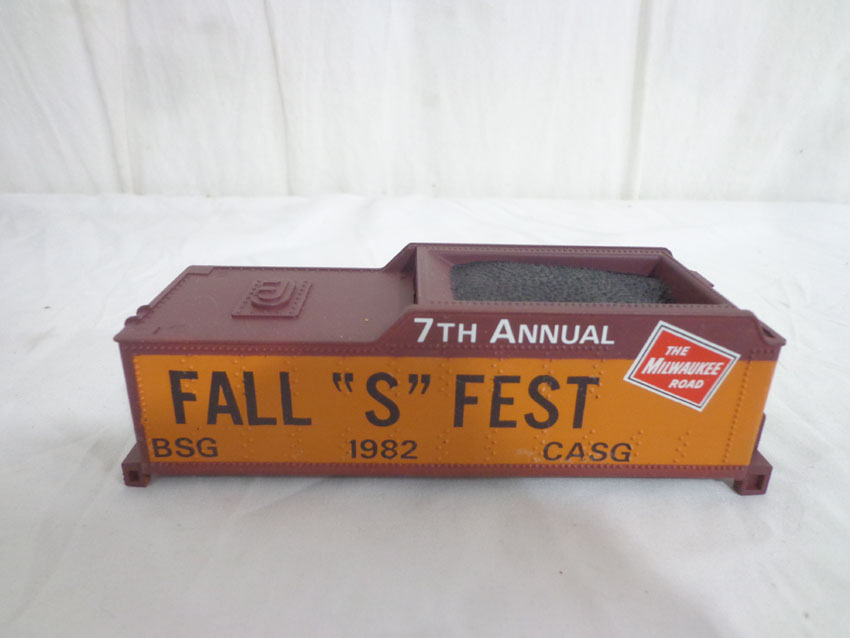 7TH ANNUAL
THE
MILWAUKEE
ROAD
FALL "S" FEST
BSG 1982 CASG